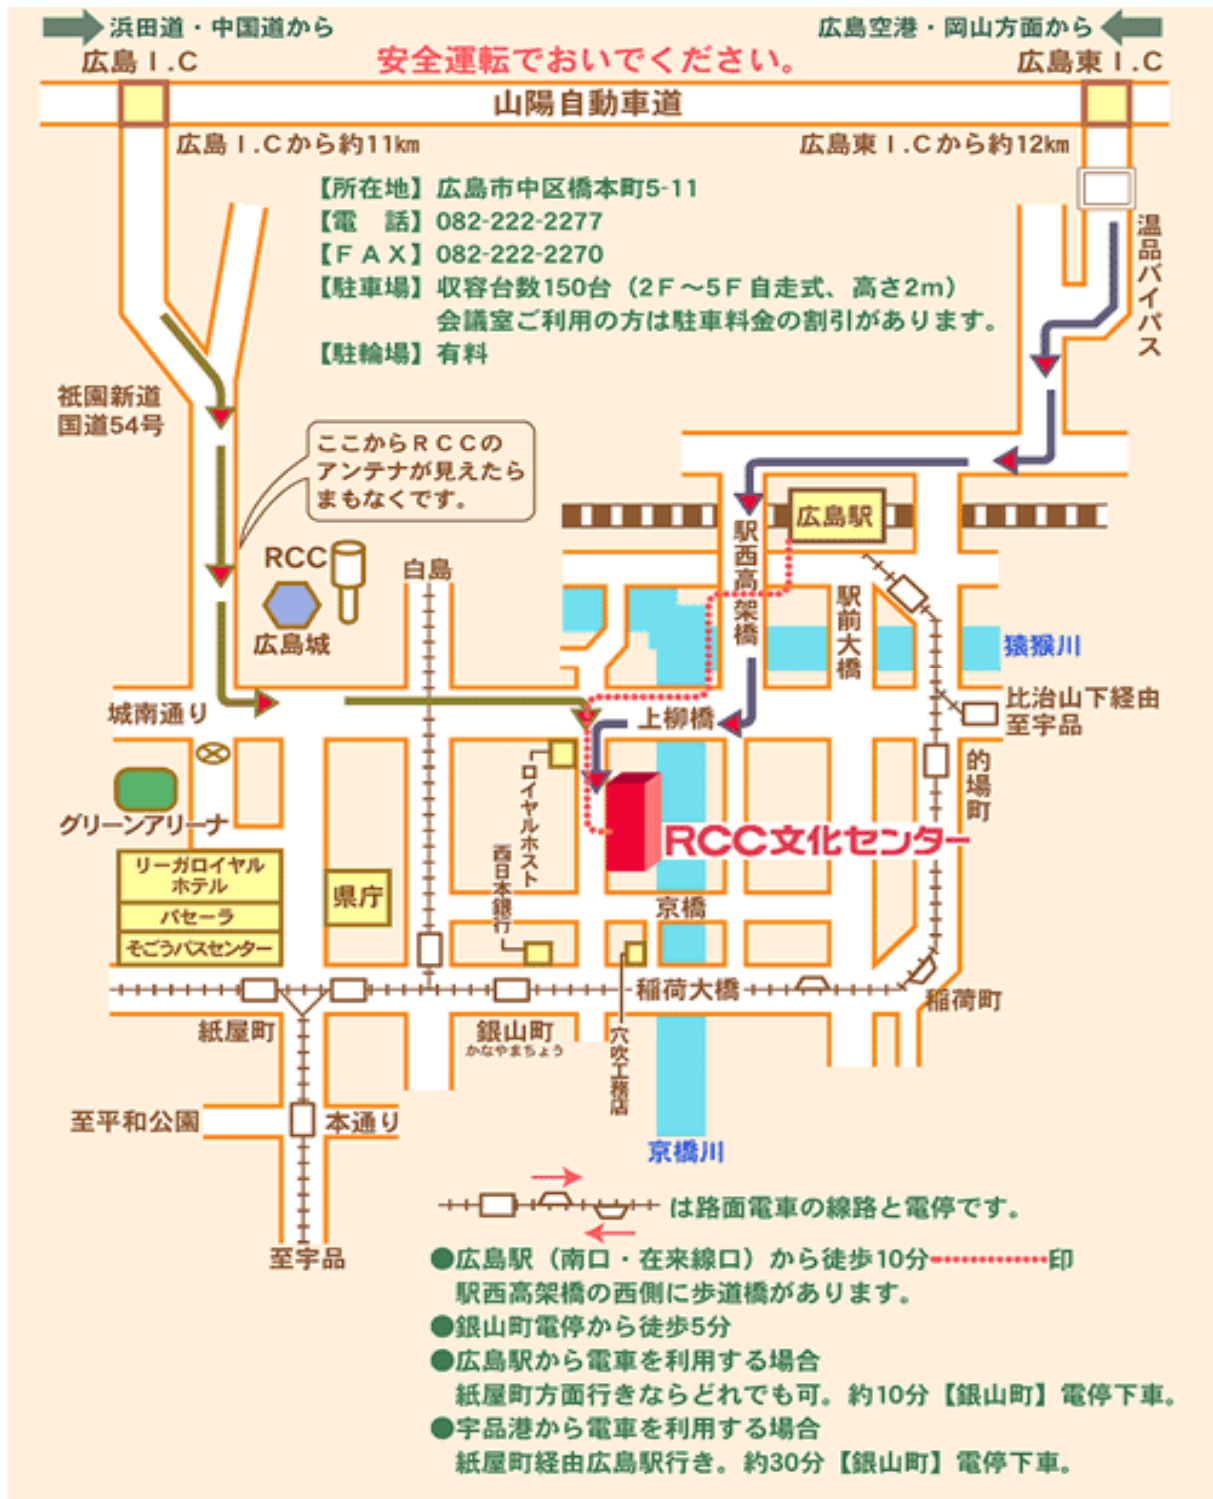 浜田道・中国道から
広島空港・岡山方面から
広島I.C
安全運転でおいでください。
広島東I.C
山陽自動車道
広島I.Cから約11km
広島東I.Cから約12km
【所在地】広島市中区橋本町5-11
【電　話】082-222-2277
【ＦＡＸ】082-222-2270
【駐車場】収容台数150台（2Ｆ～5Ｆ自走式、高さ2m）
会議室ご利用の方は駐車料金の割引があります。
【駐輪場】有料
温品バイパス
祇園新道
国道54号
ここからＲＣＣの
アンテナが見えたら
まもなくです。
広島駅
駅西高架橋
RCC
広島城
白島
駅前大橋
猿猴川
城南通り
上柳橋
比治山下経由
至宇品
的場町
ロイヤルホスト
グリーンアリーナ
RCC文化センター
リーガロイヤル
ホテル
パセーラ
そごうバスセンター
県庁
西日本銀行
京橋
稲荷大橋
稲荷町
紙屋町
銀山町
かなやまちょう
穴吹工務店
至平和公園
本通り
京橋川
至宇品
は路面電車の線路と電停です。
●広島駅（南口・在来線口）から徒歩10分
印
駅西高架橋の西側に歩道橋があります。
●銀山町電停から徒歩5分
●広島駅から電車を利用する場合
紙屋町方面行きならどれでも可。約10分【銀山町】電停下車。
●宇品港から電車を利用する場合
紙屋町経由広島駅行き。約30分【銀山町】電停下車。